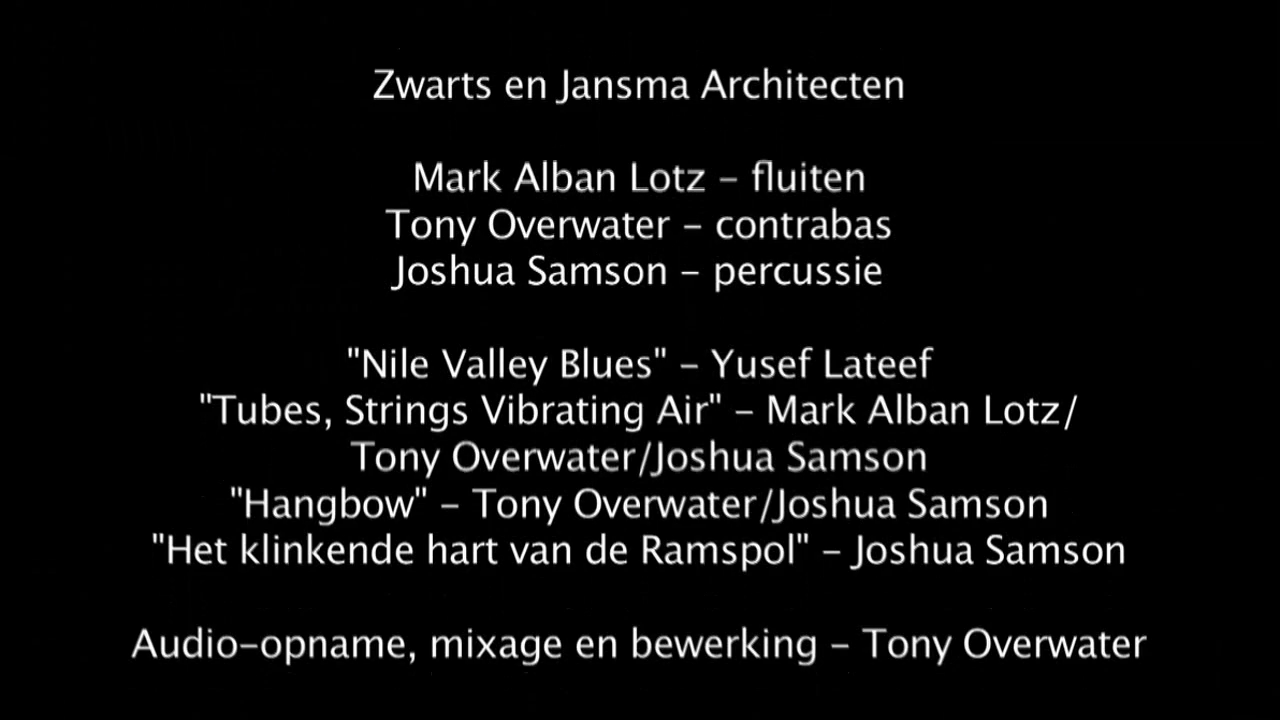 Zwarts en Jansma Architecten
Mark Alban Lotz – fluiten
Tony Overwater – contrabas
Joshua Samson – percussie
"Nile Valley Blues" – Yusef Lateef
"Tubes, Strings Vibrating Air" – Mark Alban Lotz/
Tony Overwater/Joshua Samson
"Hangbow" – Tony Overwater/Joshua Samson
"Het klinkende hart van de Ramspol" – Joshua Samson
Audio–opname, mixage en bewerking – Tony Overwater